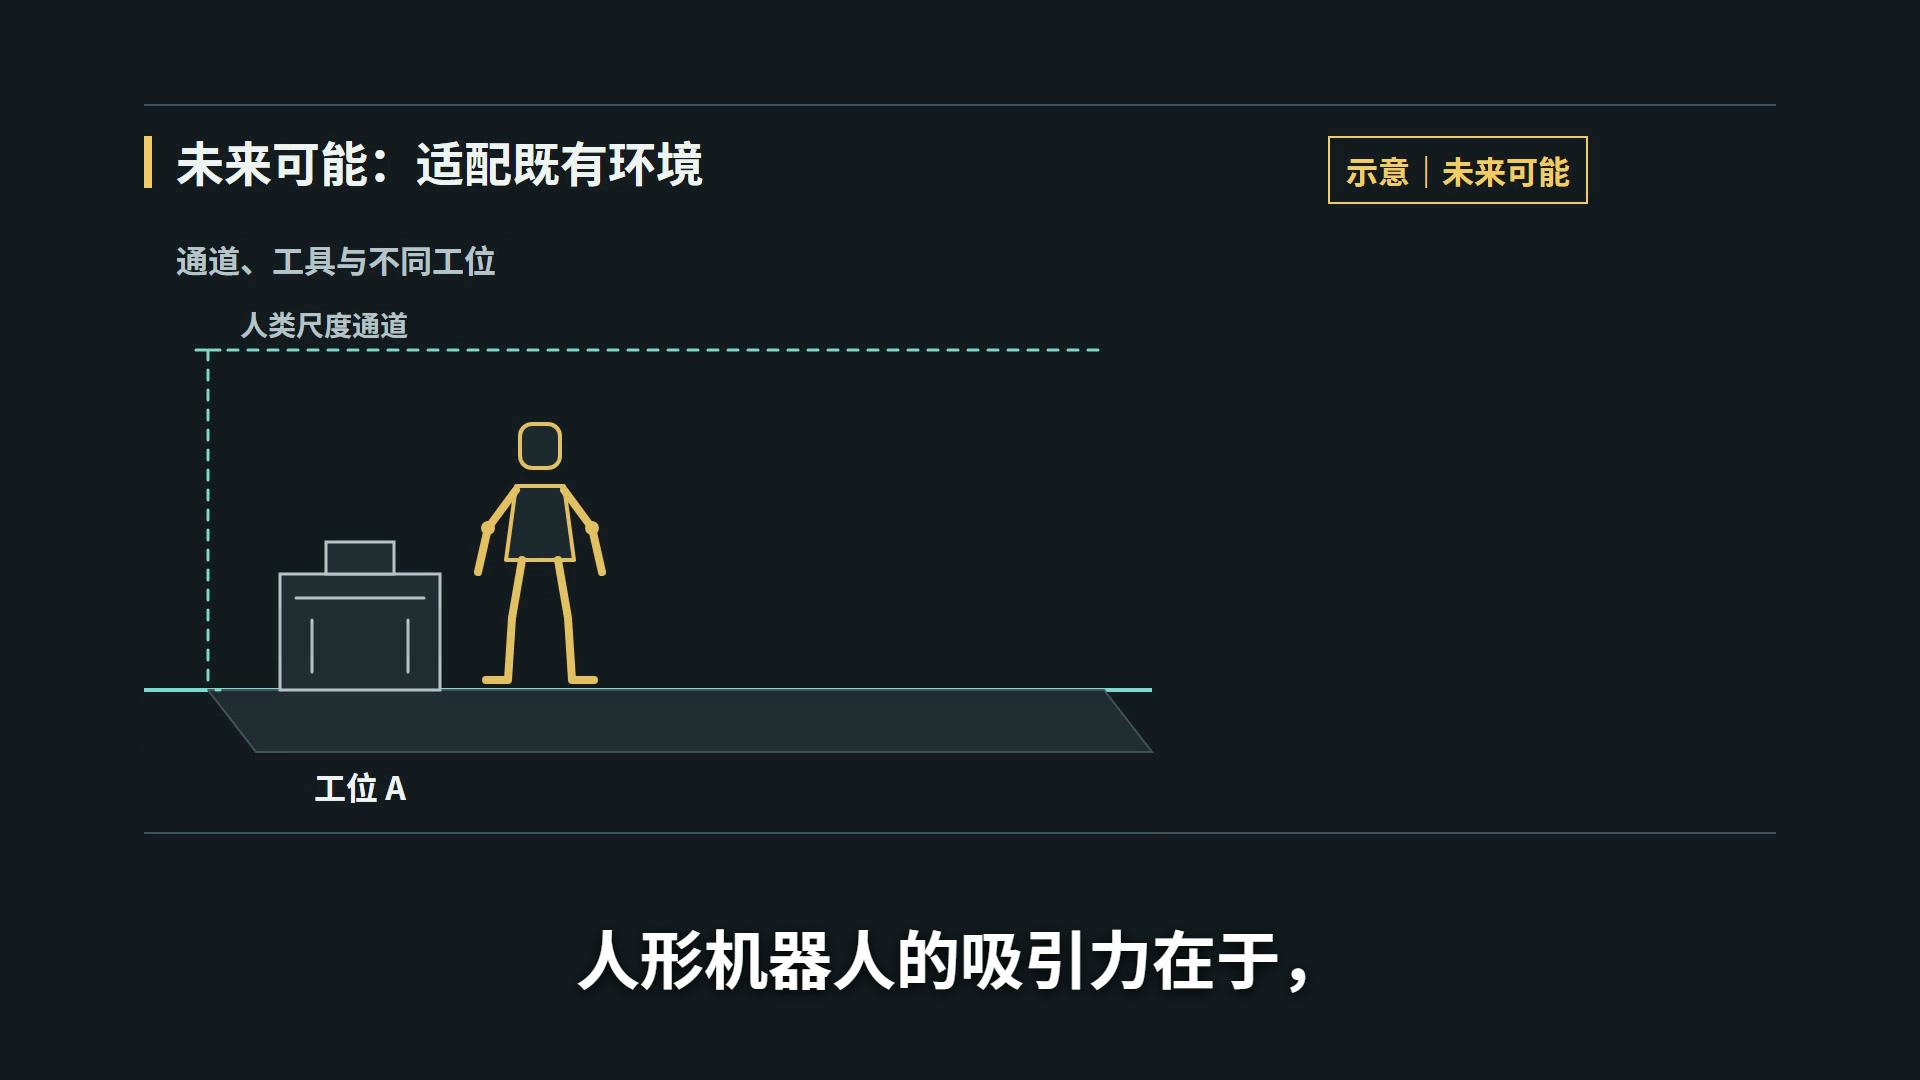 未来可能：适配既有环境
示意｜未来可能
通道、工具与不同工位
人类尺度通道
工位 A
人形机器人的吸引力在于，